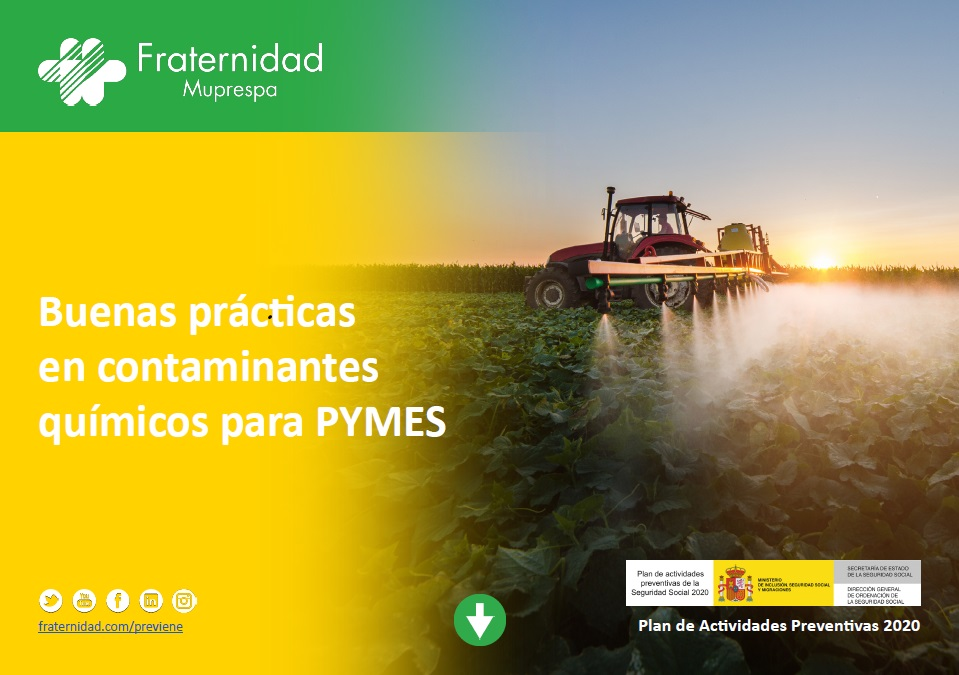 Fraternidad
Muprespa
Buenas prácticas
en contaminantes
químicos para PYMES
Plan de actividades
preventivas de la
Seguridad Social 2020
MINISTERIO
DE INCLUSIÓN, SEGURIDAD SOCIAL
Y MIGRACIONES
SECRETARÍA DE ESTADO
DE LA SEGURIDAD SOCIAL
DIRECCIÓN GENERAL
DE ORDENACIÓN DE
LA SEGURIDAD SOCIAL
fraternidad.com/previene
Plan de Actividades Preventivas 2020